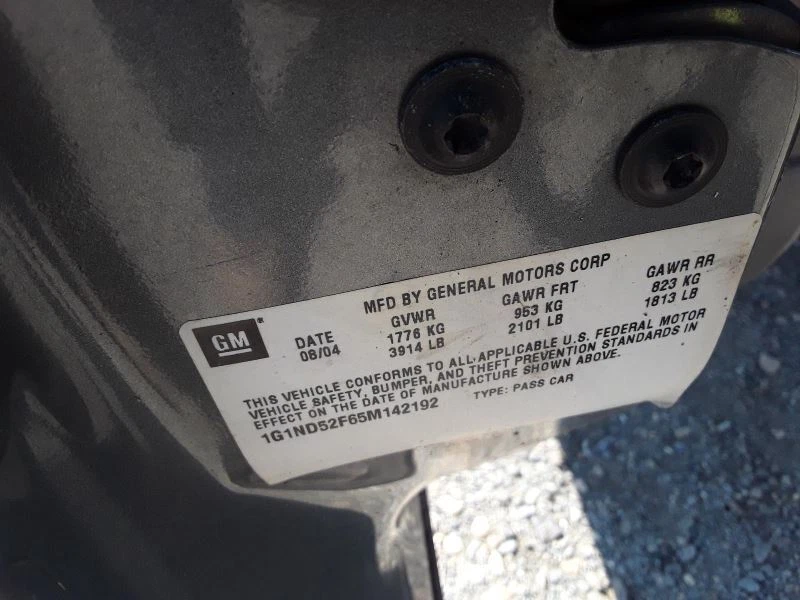 MFD BY GENERAL MOTORS CORP
GM®
DATE GVWR GAWR FRT GAWR RR
08/04 1776 KG 953 KG 823 KG
3914 LB 2101 LB 1813 LB
THIS VEHICLE CONFORMS TO ALL APPLICABLE U.S. FEDERAL MOTOR
VEHICLE SAFETY, BUMPER, AND THEFT PREVENTION STANDARDS IN
EFFECT ON THE DATE OF MANUFACTURE SHOWN ABOVE.
1G1ND52F65M142192 TYPE: PASS CAR